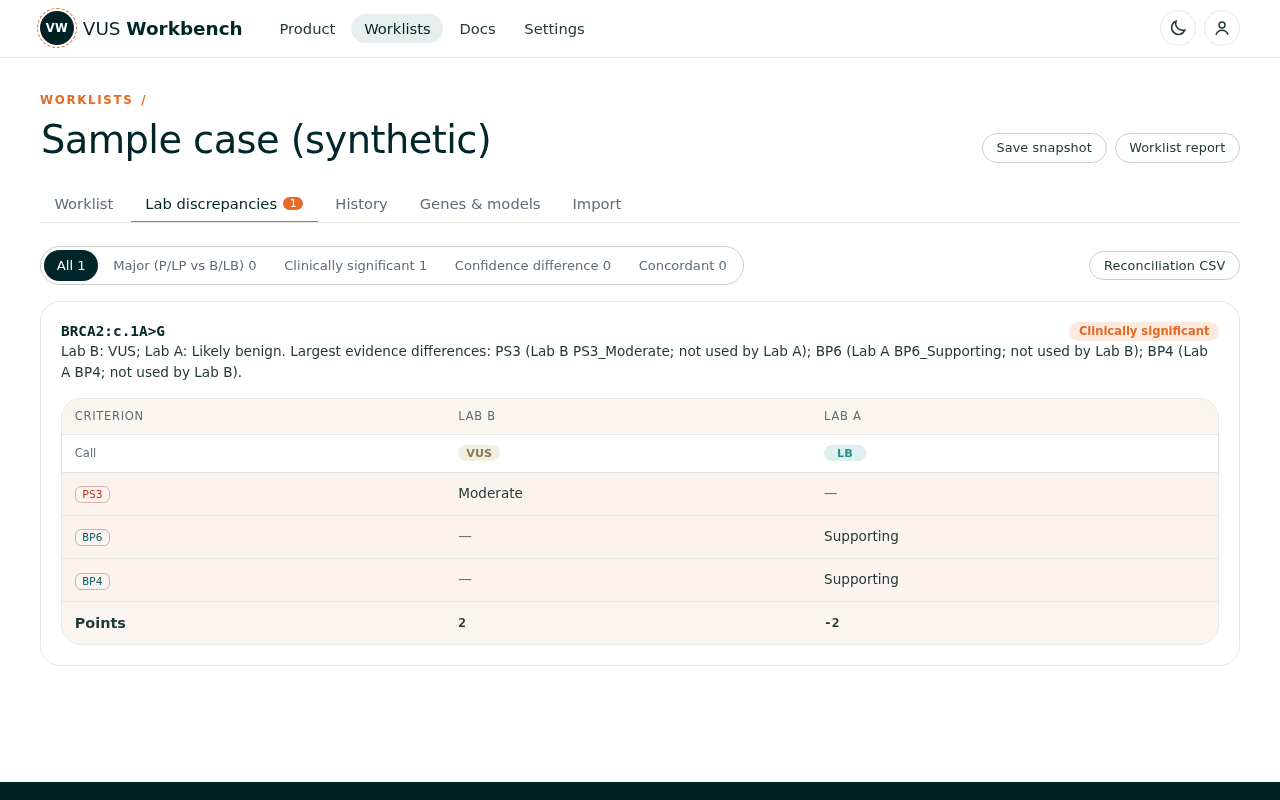 VW VUS Workbench Product Worklists Docs Settings
WORKLISTS /
Sample case (synthetic)
Save snapshot Worklist report
Worklist Lab discrepancies 1 History Genes & models Import
All 1 Major (P/LP vs B/LB) 0 Clinically significant 1 Confidence difference 0 Concordant 0 Reconciliation CSV
BRCA2:c.1A>G Clinically significant
Lab B: VUS; Lab A: Likely benign. Largest evidence differences: PS3 (Lab B PS3_Moderate; not used by Lab A); BP6 (Lab A BP6_Supporting; not used by Lab B); BP4 (Lab
A BP4; not used by Lab B).
CRITERION LAB B LAB A
Call VUS LB
PS3 Moderate —
BP6 — Supporting
BP4 — Supporting
Points 2 -2